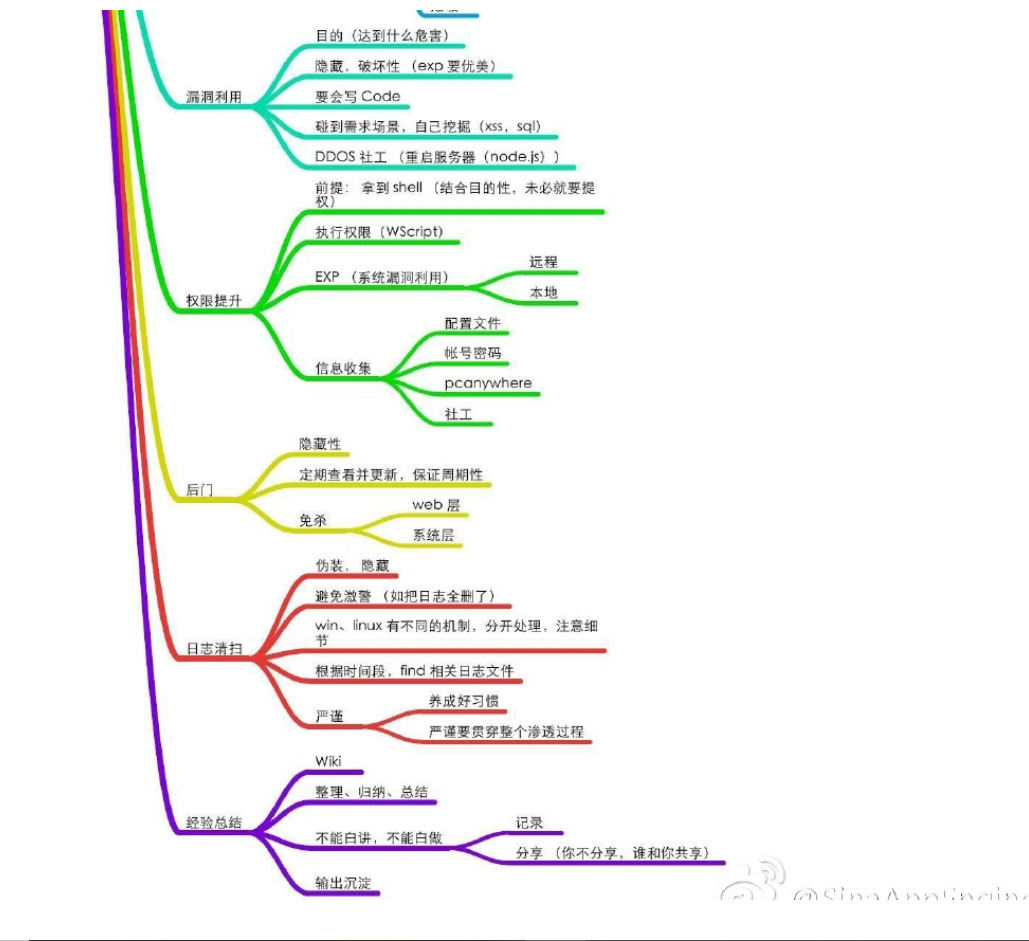 目的（达到什么危害）
隐藏，破坏性 （exp 要优美）
漏洞利用
要会写 Code
碰到需求场景，自己挖掘（xss，sql）
DDOS 社工 （重启服务器（node.js））
前提： 拿到 shell （结合目的性，未必就要提
权）
执行权限（WScript）
EXP （系统漏洞利用）
远程
本地
权限提升
信息收集
配置文件
帐号密码
pcanywhere
社工
隐藏性
定期查看并更新，保证周期性
后门
免杀
web 层
系统层
伪装， 隐藏
避免激警 （如把日志全删了）
win、linux 有不同的机制，分开处理，注意细
节
日志清扫
根据时间段，find 相关日志文件
严谨
养成好习惯
严谨要贯穿整个渗透过程
Wiki
整理、归纳、总结
经验总结
不能白讲，不能白做
记录
分享 （你不分享，谁和你共享）
输出沉淀